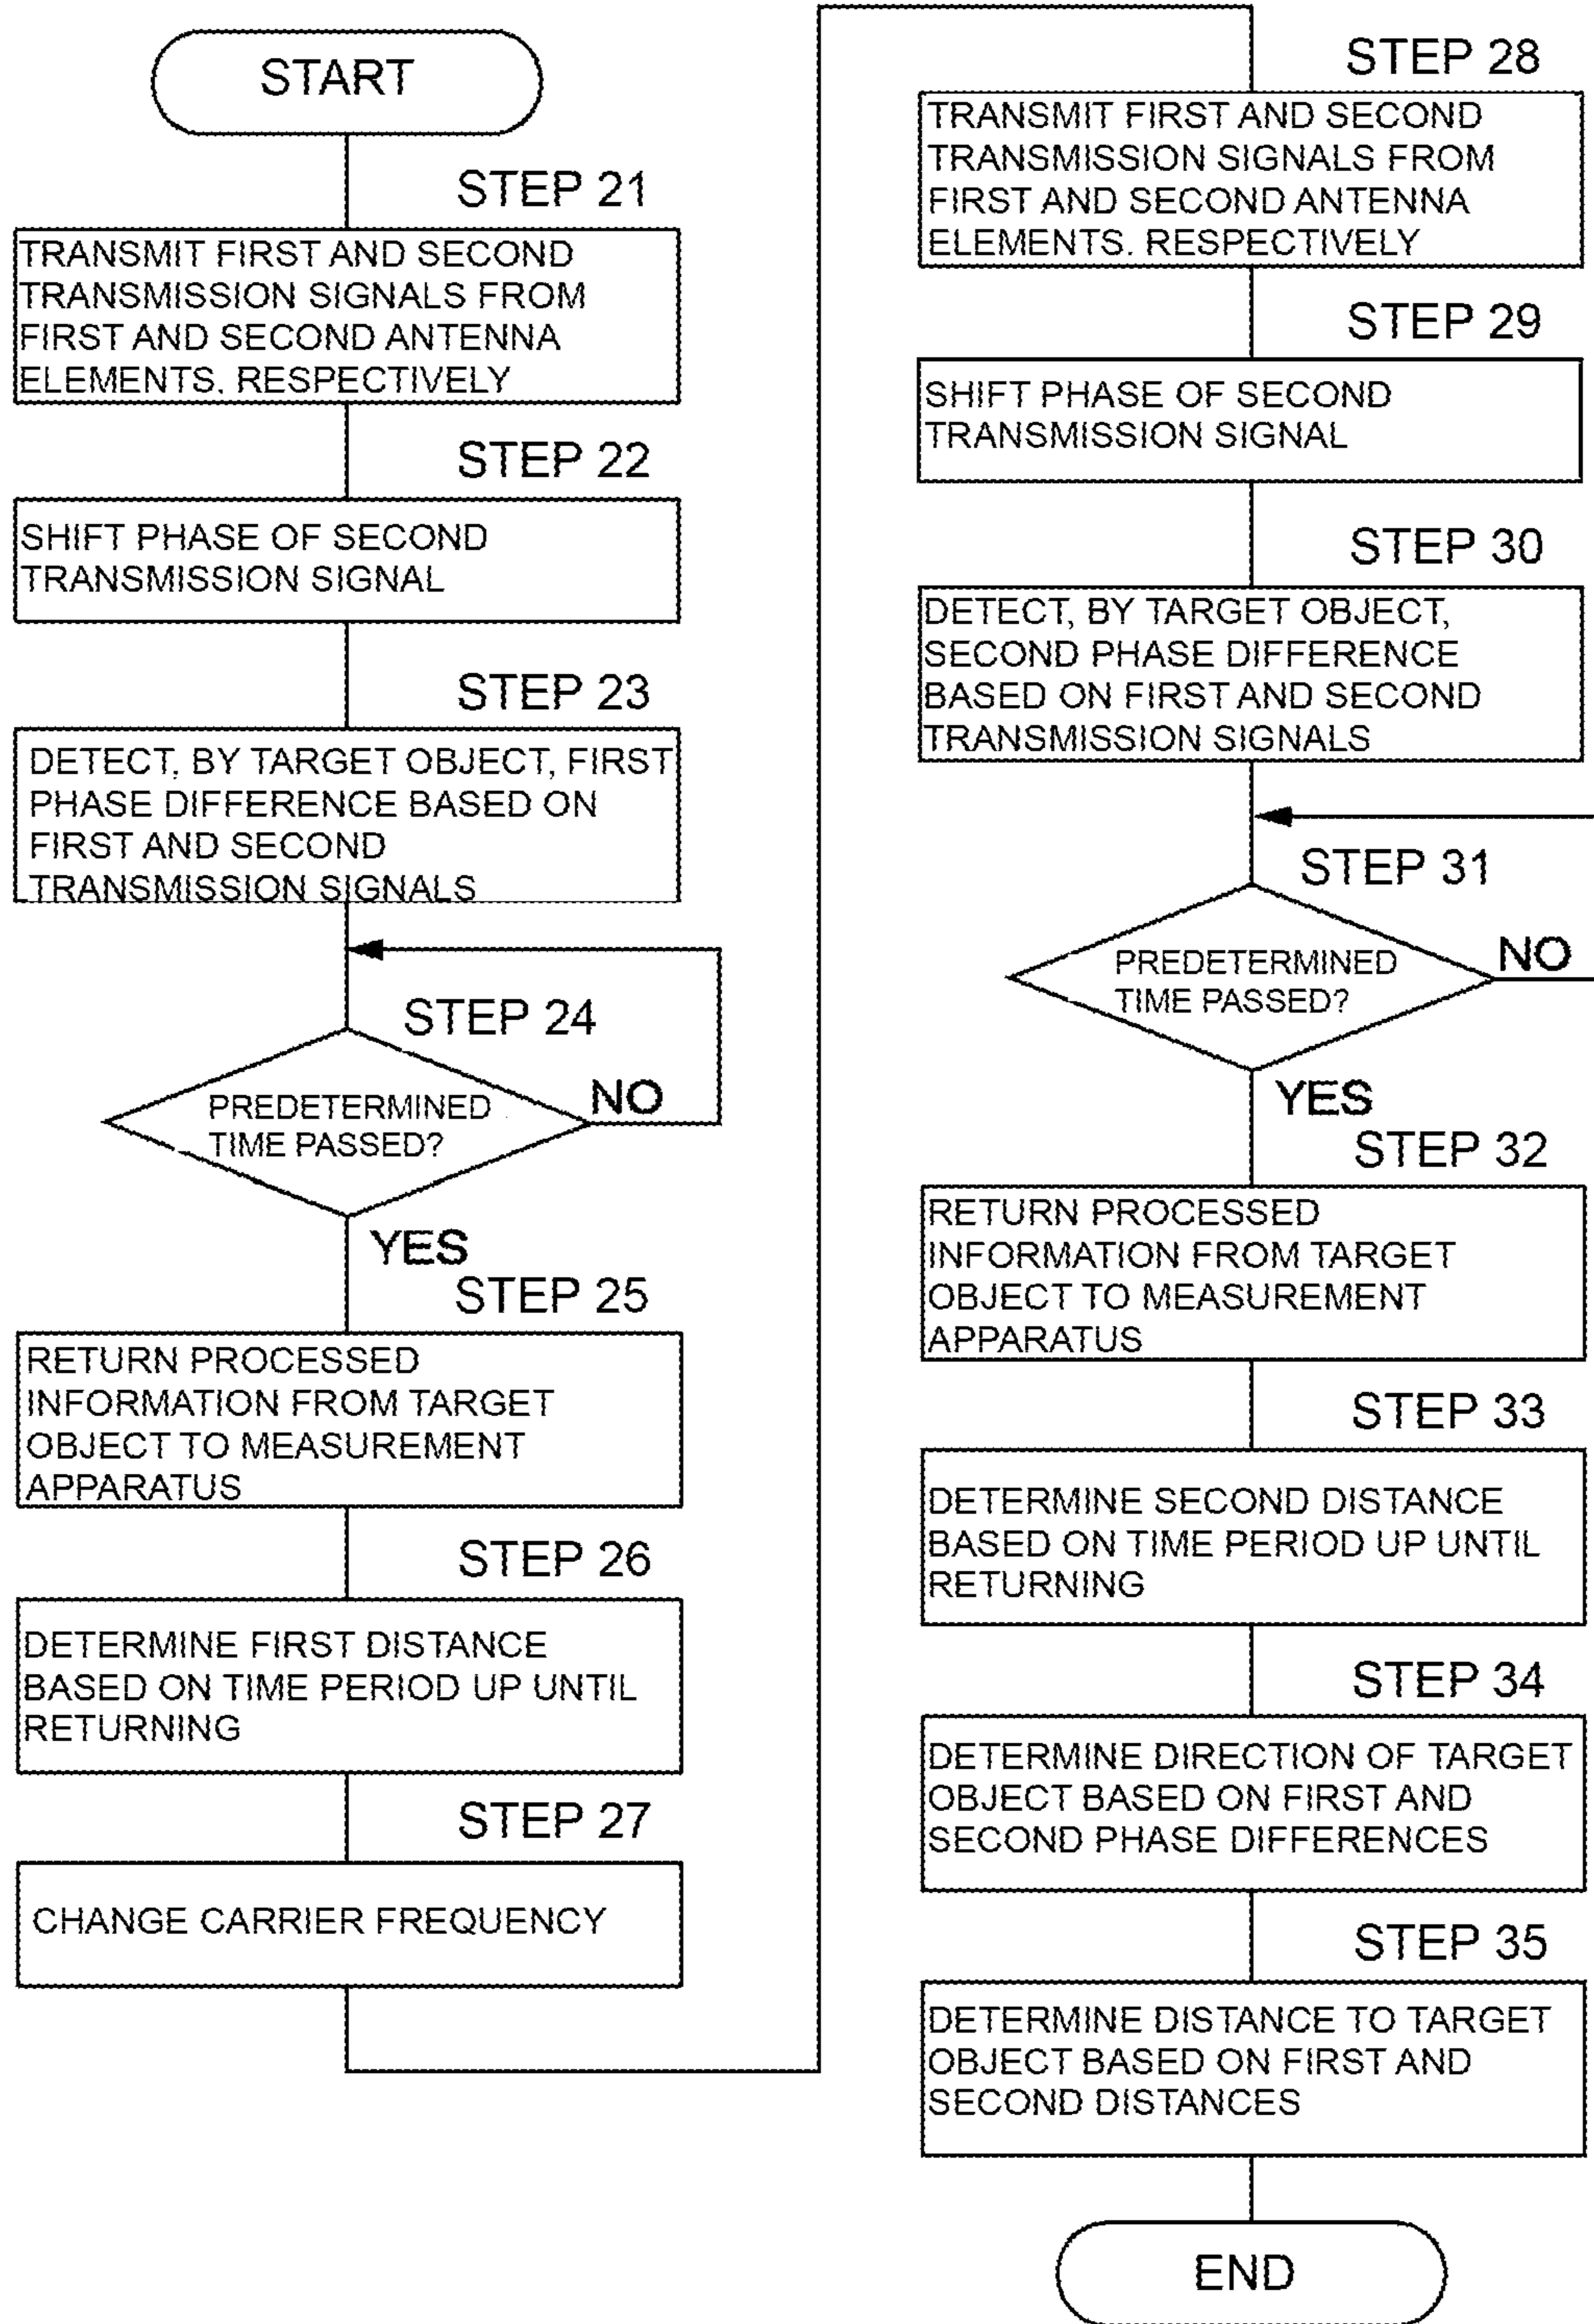 START
STEP 21
TRANSMIT FIRST AND SECOND
TRANSMISSION SIGNALS FROM
FIRST AND SECOND ANTENNA
ELEMENTS. RESPECTIVELY
STEP 22
SHIFT PHASE OF SECOND
TRANSMISSION SIGNAL
STEP 23
DETECT, BY TARGET OBJECT, FIRST
PHASE DIFFERENCE BASED ON
FIRST AND SECOND
TRANSMISSION SIGNALS
STEP 24
PREDETERMINED
TIME PASSED?
NO
YES
STEP 25
RETURN PROCESSED
INFORMATION FROM TARGET
OBJECT TO MEASUREMENT
APPARATUS
STEP 26
DETERMINE FIRST DISTANCE
BASED ON TIME PERIOD UP UNTIL
RETURNING
STEP 27
CHANGE CARRIER FREQUENCY
STEP 28
TRANSMIT FIRST AND SECOND
TRANSMISSION SIGNALS FROM
FIRST AND SECOND ANTENNA
ELEMENTS. RESPECTIVELY
STEP 29
SHIFT PHASE OF SECOND
TRANSMISSION SIGNAL
STEP 30
DETECT, BY TARGET OBJECT,
SECOND PHASE DIFFERENCE
BASED ON FIRST AND SECOND
TRANSMISSION SIGNALS
STEP 31
PREDETERMINED
TIME PASSED?
NO
YES
STEP 32
RETURN PROCESSED
INFORMATION FROM TARGET
OBJECT TO MEASUREMENT
APPARATUS
STEP 33
DETERMINE SECOND DISTANCE
BASED ON TIME PERIOD UP UNTIL
RETURNING
STEP 34
DETERMINE DIRECTION OF TARGET
OBJECT BASED ON FIRST AND
SECOND PHASE DIFFERENCES
STEP 35
DETERMINE DISTANCE TO TARGET
OBJECT BASED ON FIRST AND
SECOND DISTANCES
END